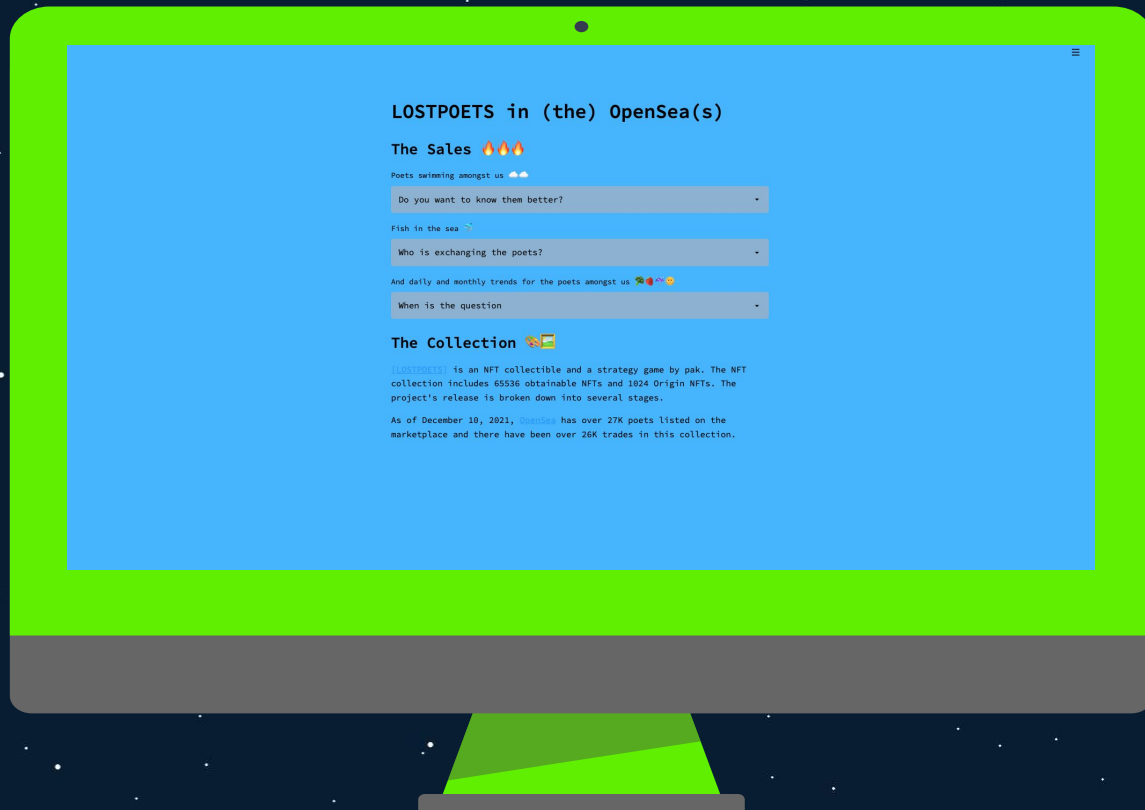 LOSTPOETS in (the) OpenSea(s)
The Sales 🔥🔥🔥
Poets swimming amongst us ☁️☁️
Do you want to know them better?
Fish in the sea
Who is exchanging the poets?
And daily and monthly trends for the poets amongst us
When is the question
The Collection 🎨🖼️
(LOSTPOETS) is an NFT collectible and a strategy game by pak. The NFT
collection includes 65536 obtainable NFTs and 1024 Origin NFTs. The
project's release is broken down into several stages.
As of December 10, 2021, OpenSea has over 27K poets listed on the
marketplace and there have been over 26K trades in this collection.